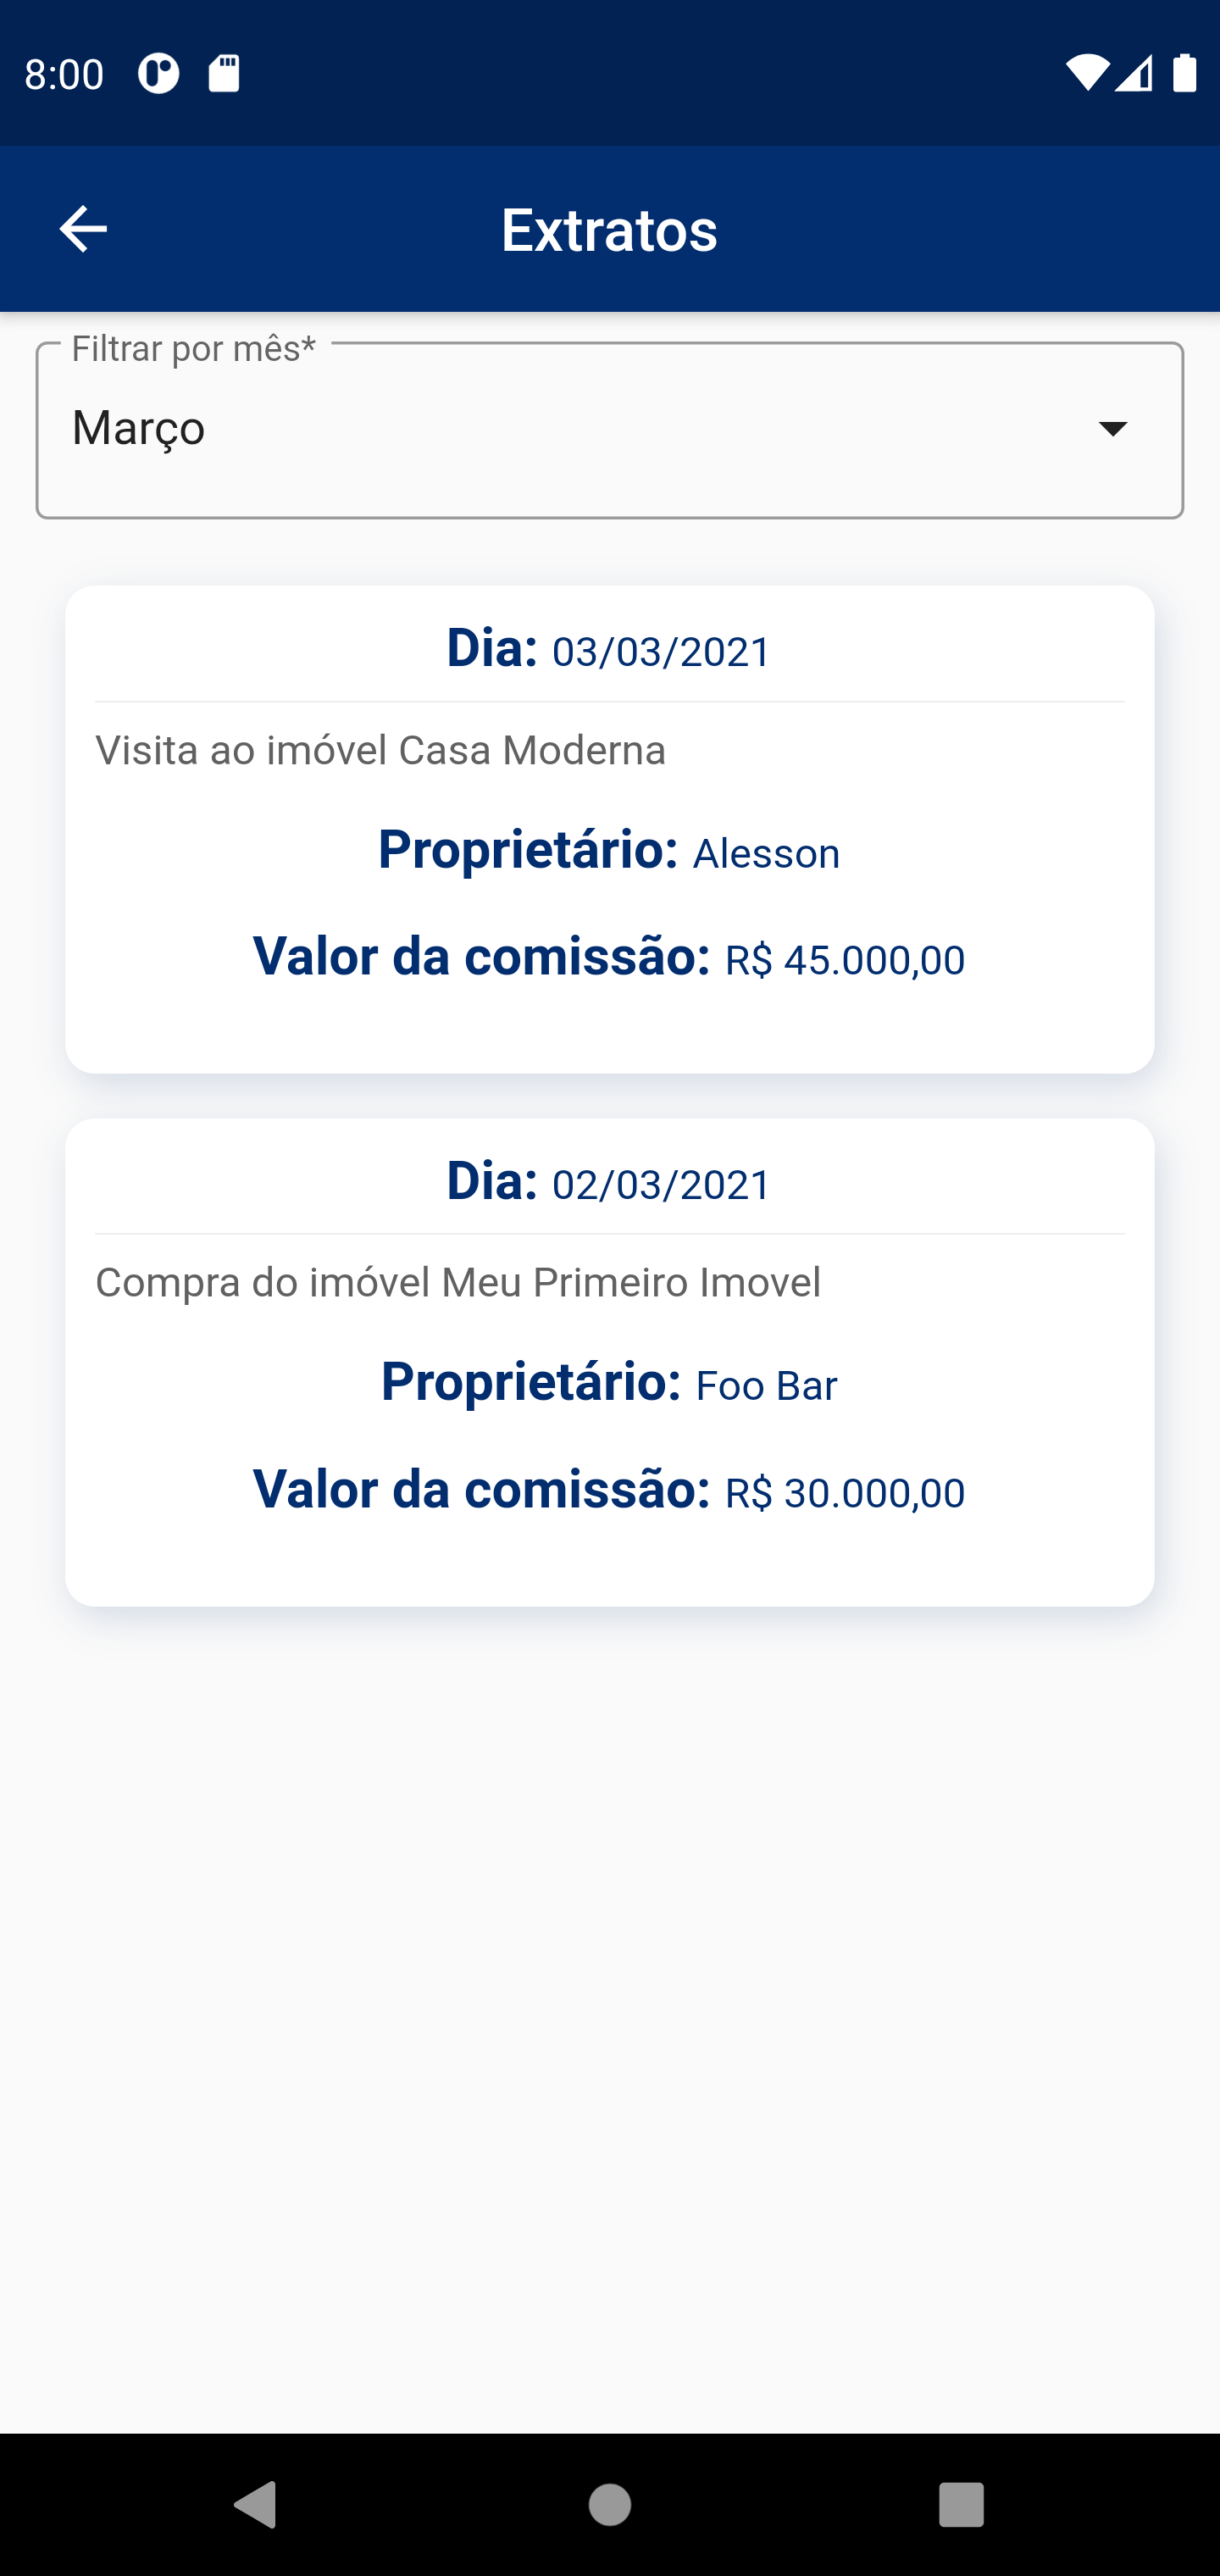 8:00
Extratos
Filtrar por mês*
Março
Dia: 03/03/2021
Visita ao imóvel Casa Moderna
Proprietário: Alesson
Valor da comissão: R$ 45.000,00
Dia: 02/03/2021
Compra do imóvel Meu Primeiro Imovel
Proprietário: Foo Bar
Valor da comissão: R$ 30.000,00